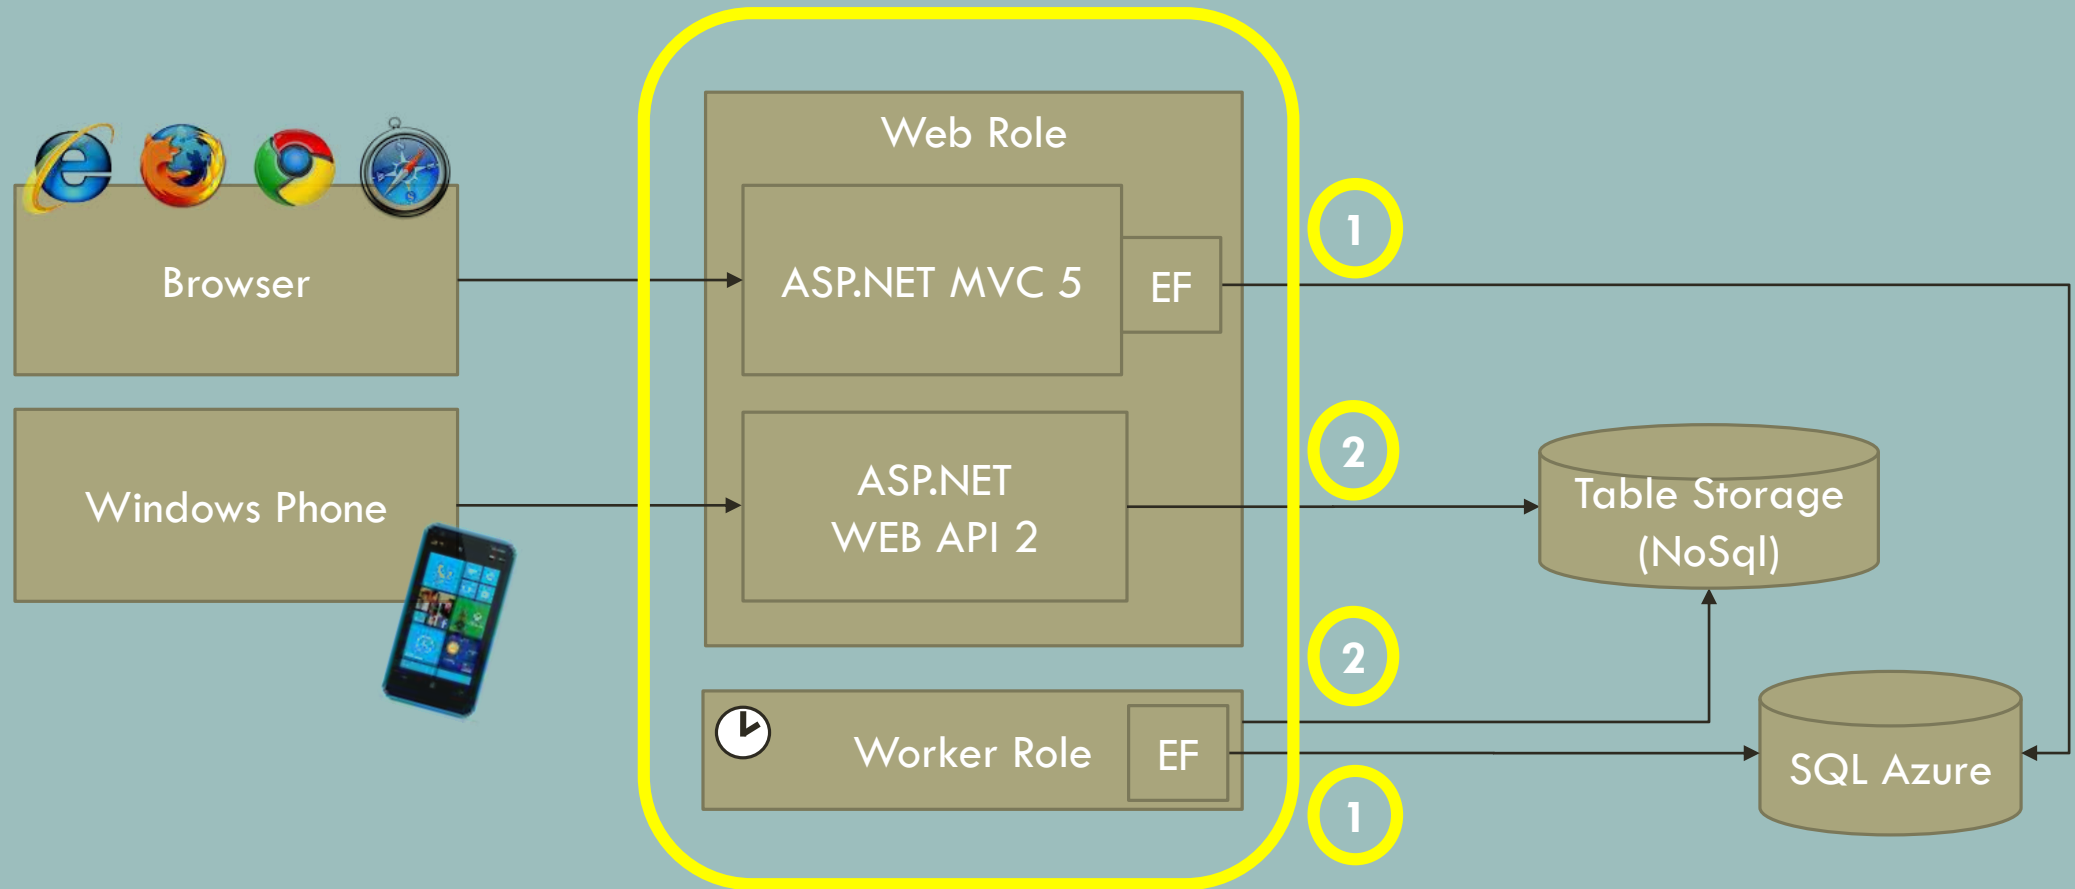 Web Role
Browser
ASP.NET MVC 5
EF
1
Windows Phone
ASP.NET
WEB API 2
2
Table Storage
(NoSql)
2
Worker Role
EF
SQL Azure
1